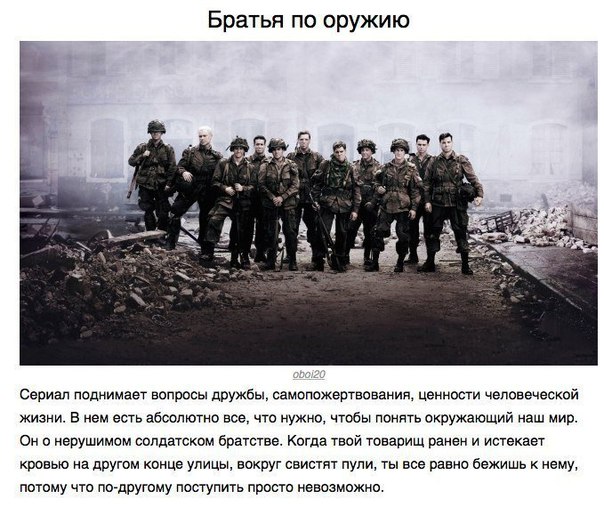 Братья по оружию
oboi20
Сериал поднимает вопросы дружбы, самопожертвования, ценности человеческой
жизни. В нем есть абсолютно все, что нужно, чтобы понять окружающий наш мир.
Он о нерушимом солдатском братстве. Когда твой товарищ ранен и истекает
кровью на другом конце улицы, вокруг свистят пули, ты все равно бежишь к нему,
потому что по-другому поступить просто невозможно.